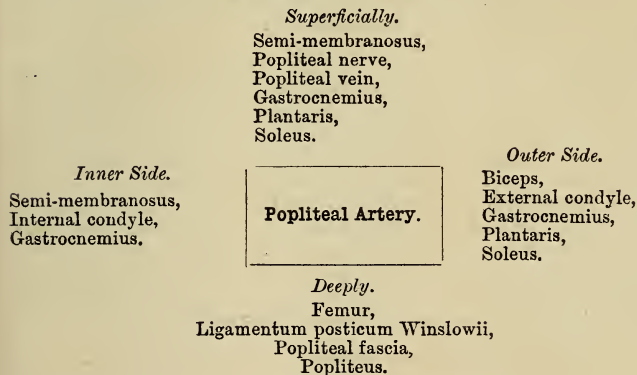 Superficially.
Semi-membranosus,
Popliteal nerve,
Popliteal vein,
Gastrocnemius,
Plantaris,
Soleus.
Inner Side.
Semi-membranosus,
Internal condyle,
Gastrocnemius.
Popliteal Artery.
Outer Side.
Biceps,
External condyle,
Gastrocnemius,
Plantaris,
Soleus.
Deeply.
Femur,
Ligamentum posticum Winslowii,
Popliteal fascia,
Popliteus.